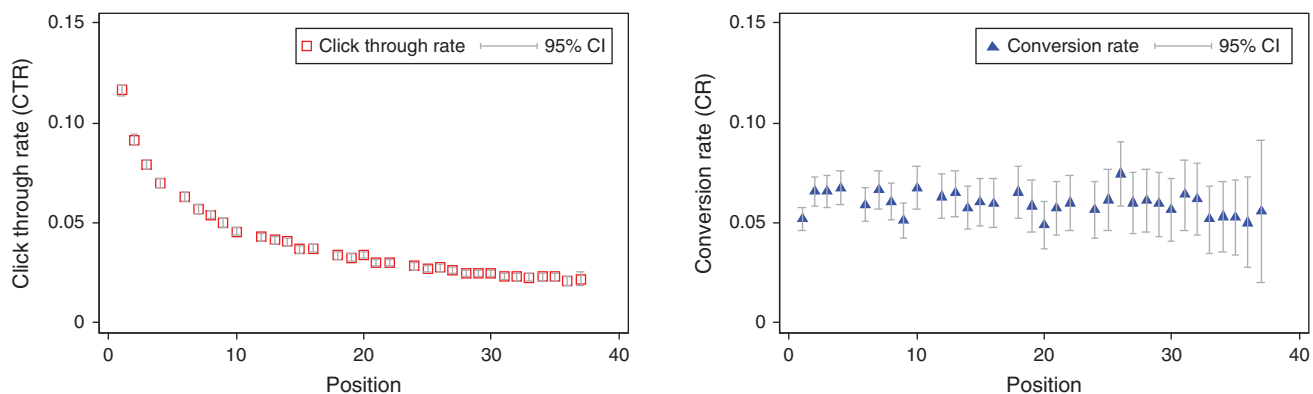 0.15
Click through rate 95% CI
0.10
0.05
0
Click through rate (CTR)
0 10 20 30 40
Position
0.15
Conversion rate 95% CI
0.10
0.05
0
Conversion rate (CR)
0 10 20 30 40
Position